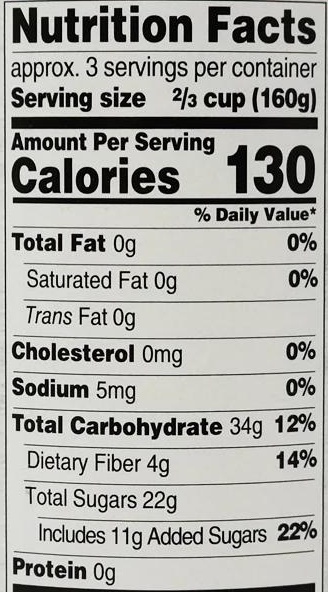 Nutrition Facts
approx. 3 servings per container
Serving size 2/3 cup (160g)
Amount Per Serving
Calories 130
% Daily Value*
Total Fat 0g 0%
Saturated Fat 0g 0%
Trans Fat 0g
Cholesterol 0mg 0%
Sodium 5mg 0%
Total Carbohydrate 34g 12%
Dietary Fiber 4g 14%
Total Sugars 22g
Includes 11g Added Sugars 22%
Protein 0g